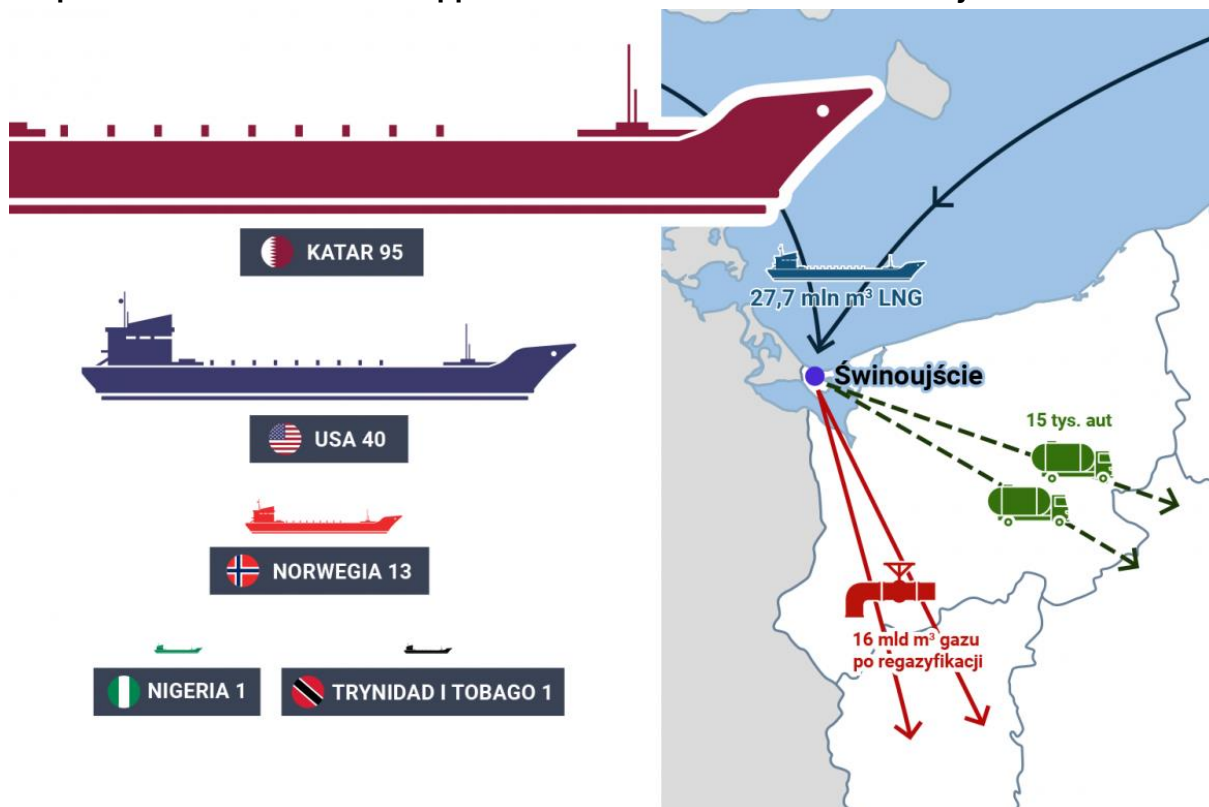 KATAR 95
USA 40
NORWEGIA 13
NIGERIA 1
TRYNIDAD I TOBAGO 1
27,7 mln m³ LNG
Świnoujście
15 tys. aut
16 mld m³ gazu
po regazyfikacji